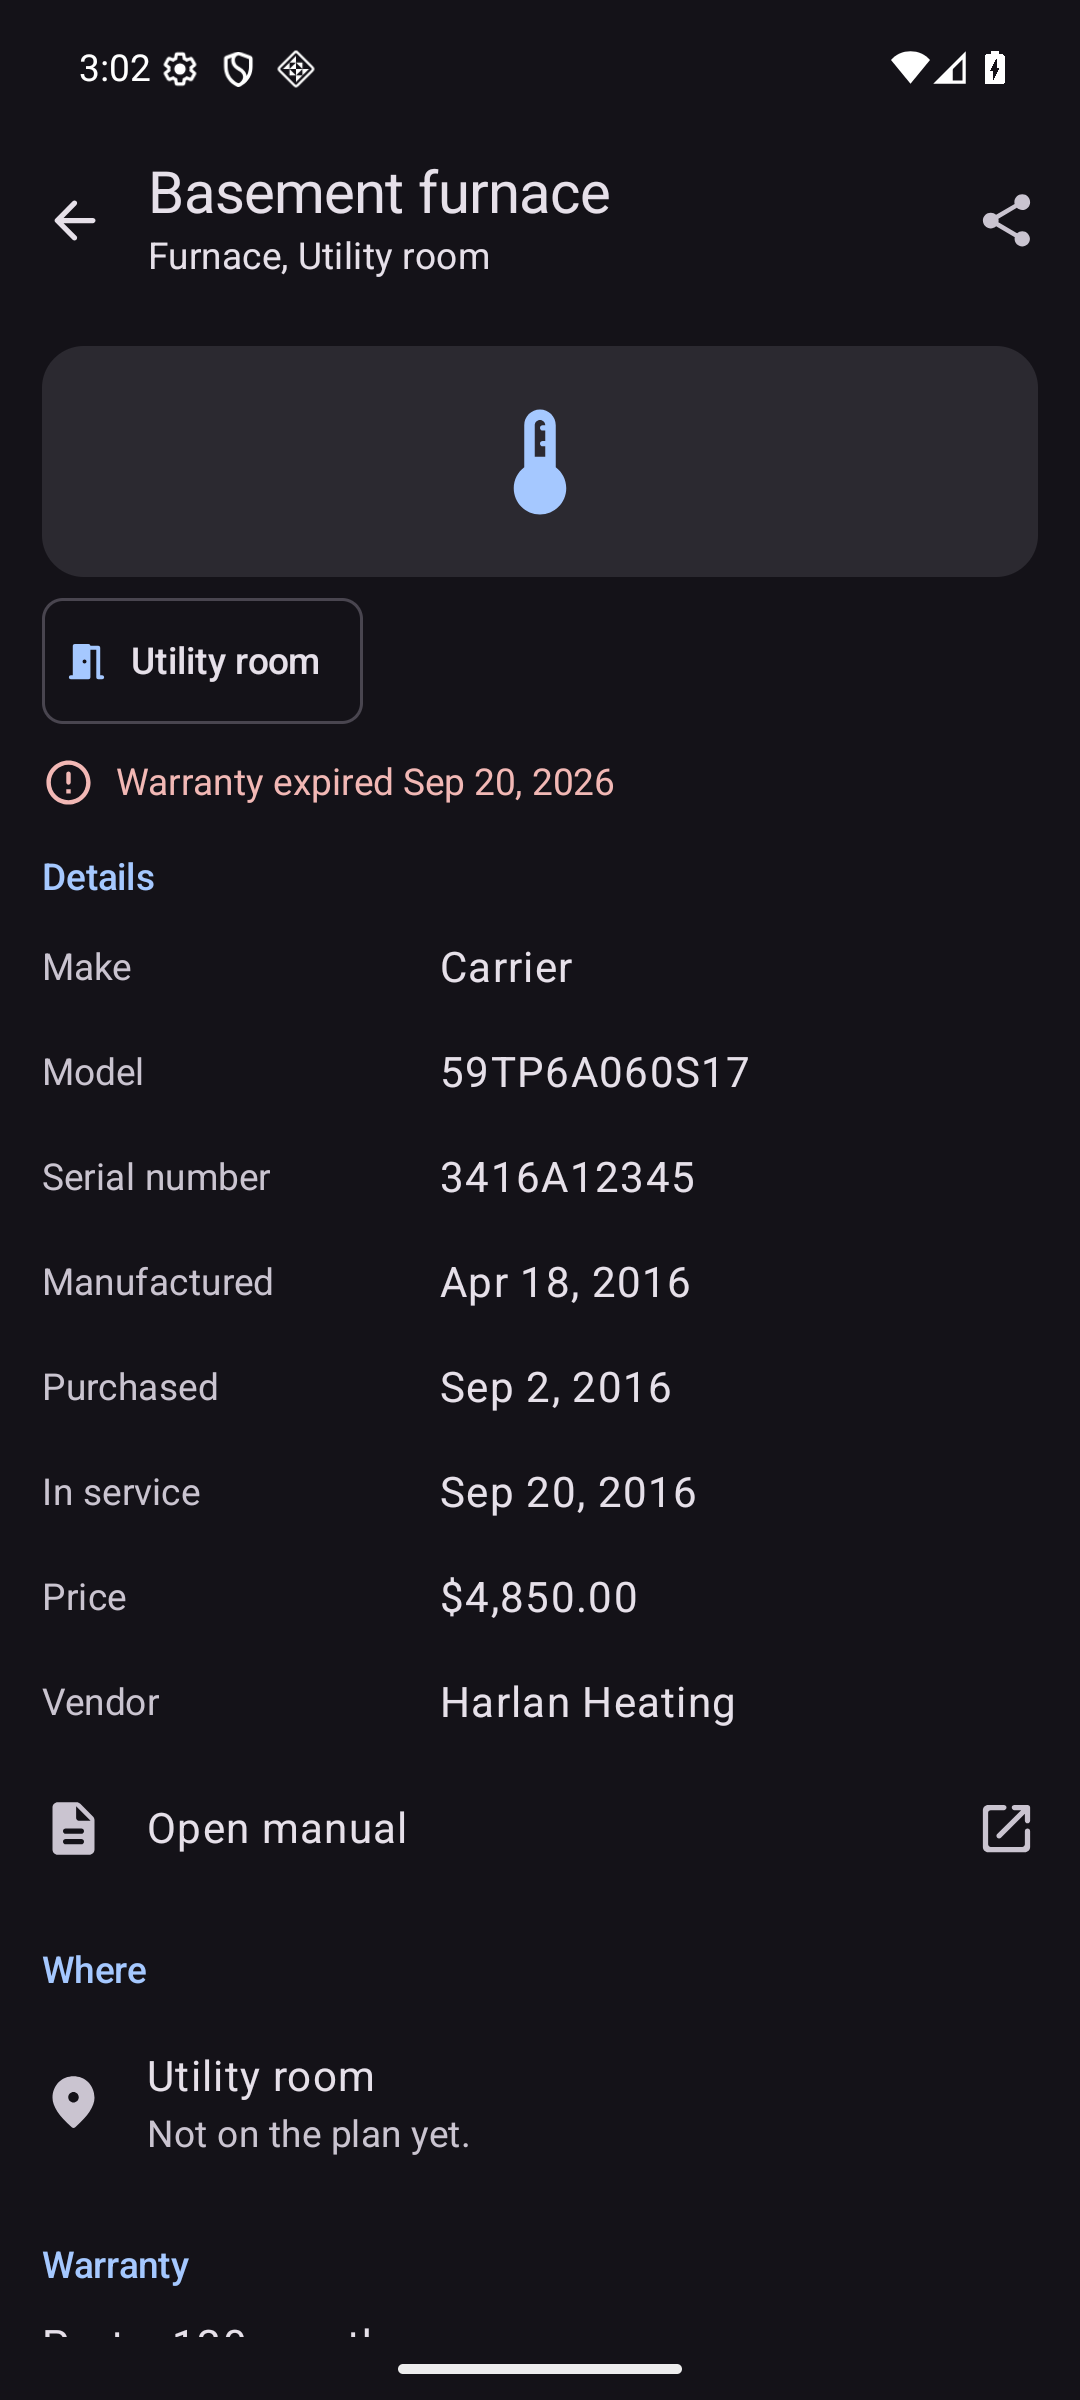 3:02
Basement furnace
Furnace, Utility room
Utility room
Warranty expired Sep 20, 2026
Details
Make Carrier
Model 59TP6A060S17
Serial number 3416A12345
Manufactured Apr 18, 2016
Purchased Sep 2, 2016
In service Sep 20, 2016
Price $4,850.00
Vendor Harlan Heating
Open manual
Where
Utility room
Not on the plan yet.
Warranty